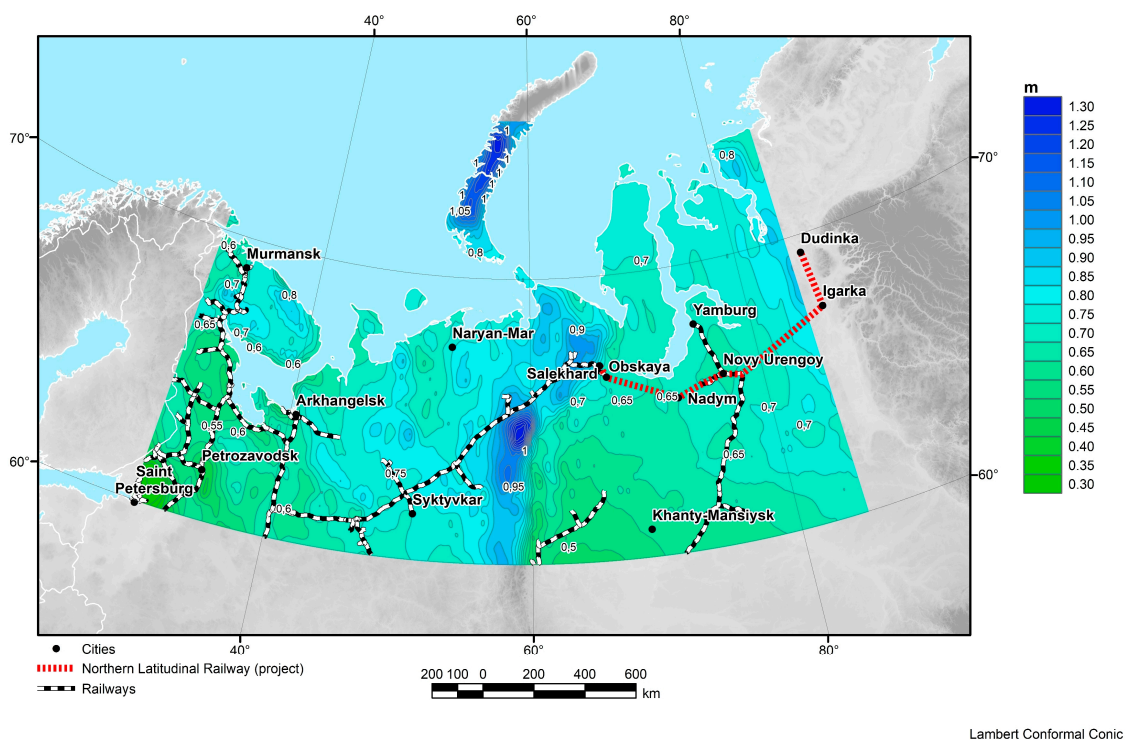 40° 60° 80°
m
1.30
1.25
1.20
1.15
1.10
1.05
1.00
0.95
0.90
0.85
0.80
0.75
0.70
0.65
0.60
0.55
0.50
0.45
0.40
0.35
0.30
70° 70°
1
1
1
1
1
1
1
1,05
0,8
0,8
0,6
Murmansk
0,7
0,8
0,65
0,7
0,6
0,6
0,7
Dudinka
Igarka
Yamburg
Naryan-Mar
0,9
Salekhard
Obskaya
Novy Urengoy
Nadym
0,7
0,65
0,65
0,7
0,7
Arkhangelsk
0,55
0,6
1
0,65
60° 60°
Petrozavodsk
Saint
Petersburg
0,75
0,95
Syktyvkar
0,6
Khanty-Mansiysk
0,5
40° 60° 80°
Cities
Northern Latitudinal Railway (project)
Railways
200 100 0 200 400 600
km
Lambert Conformal Conic